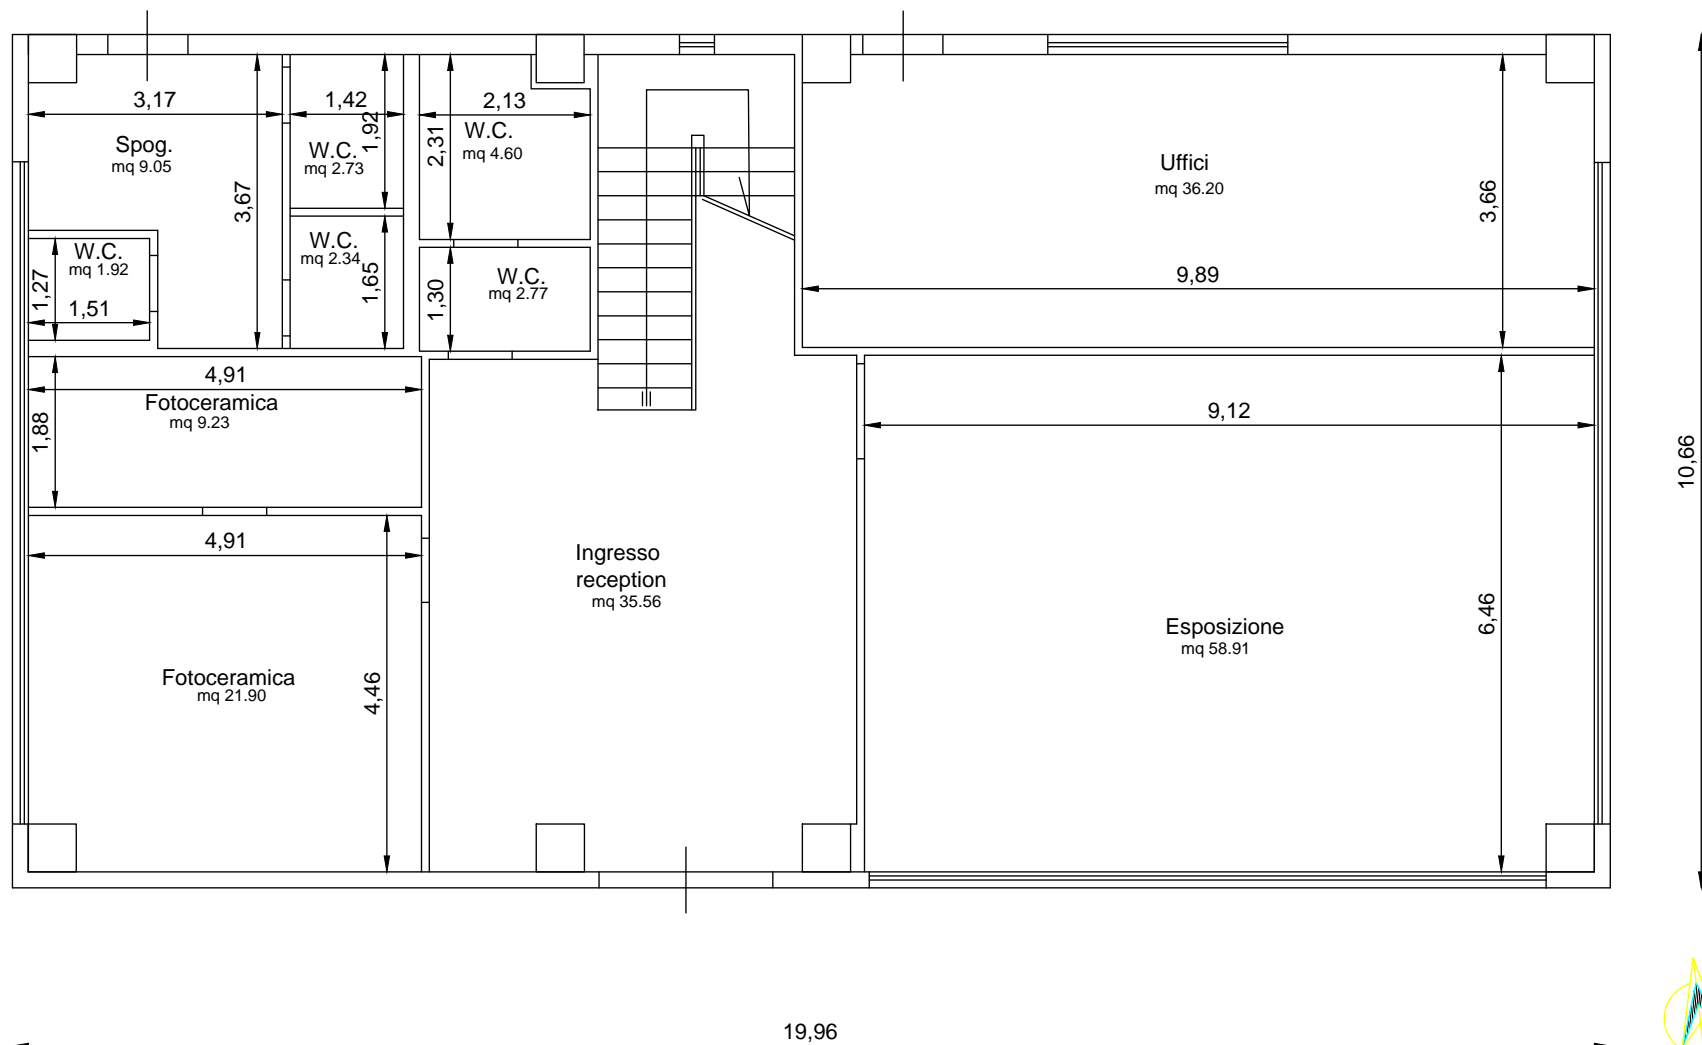 3,17
1,42
2,13
1,92
2,31
Spog.
mq 9.05
W.C.
mq 2.73
W.C.
mq 4.60
Uffici
mq 36.20
3,67
3,66
W.C.
mq 1.92
W.C.
mq 2.34
W.C.
mq 2.77
1,27
1,65
1,30
9,89
1,51
4,91
Fotoceramica
mq 9.23
1,88
9,12
10,66
4,91
Ingresso
reception
mq 35.56
6,46
Esposizione
mq 58.91
Fotoceramica
mq 21.90
4,46
19,96